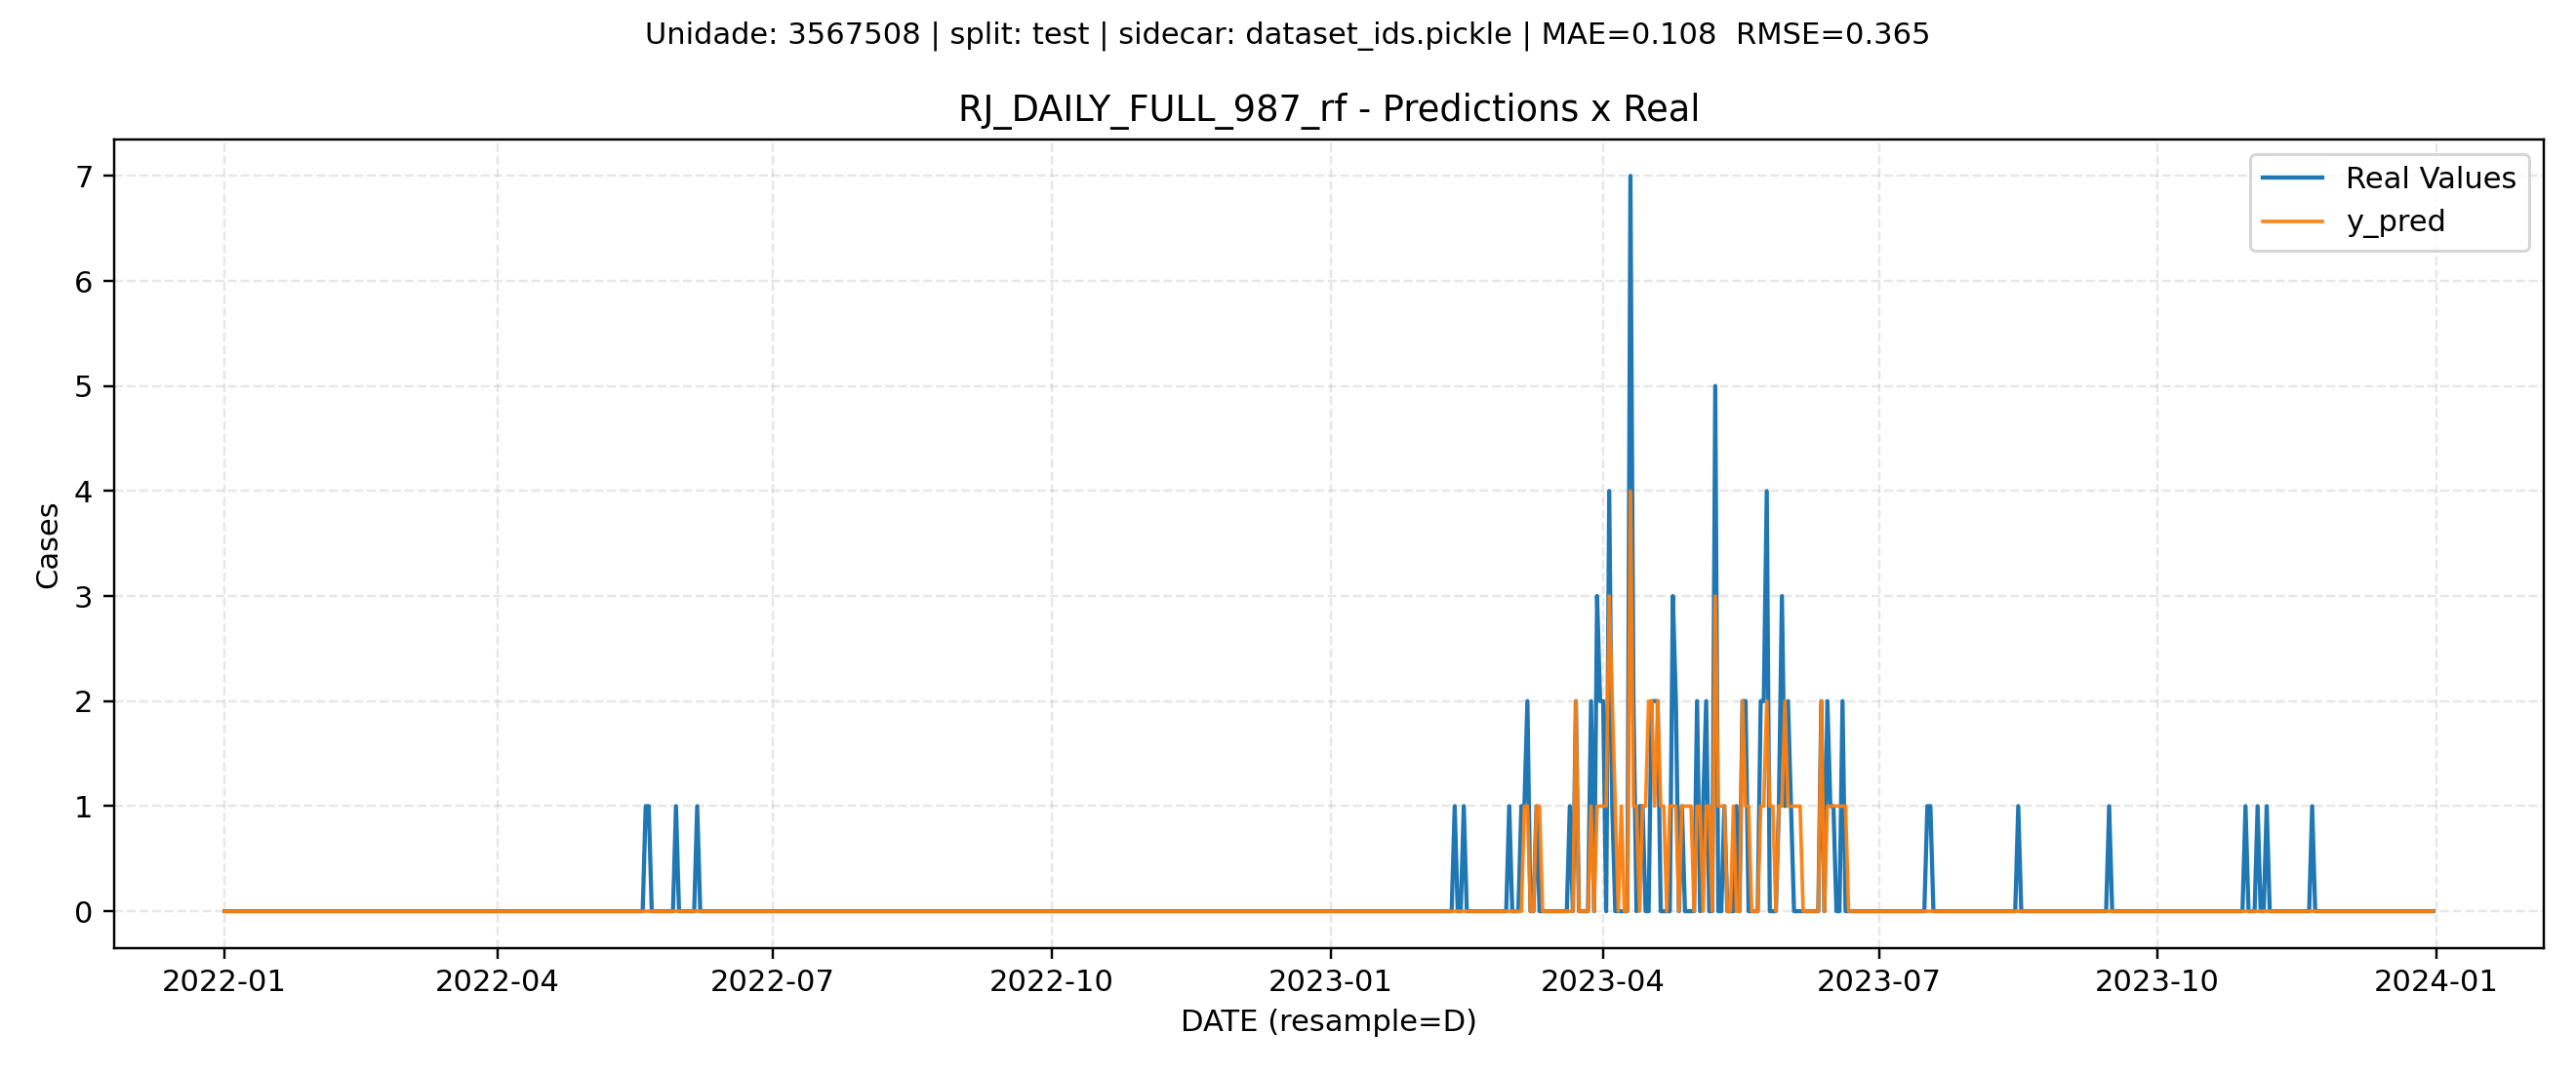 Unidade: 3567508 | split: test | sidecar: dataset_ids.pickle | MAE=0.108  RMSE=0.365
RJ_DAILY_FULL_987_rf - Predictions x Real
Real Values
y_pred
Cases
7
6
5
4
3
2
1
0
2022-01 2022-04 2022-07 2022-10 2023-01 2023-04 2023-07 2023-10 2024-01
DATE (resample=D)